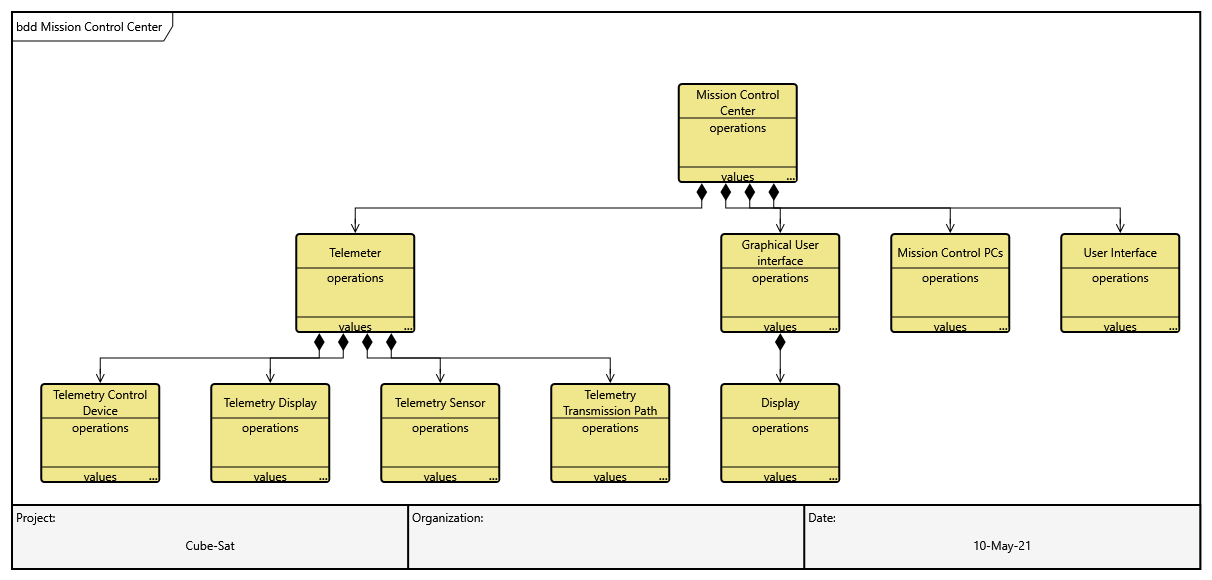 bdd Mission Control Center
Mission Control
Center
operations
values
...
Telemeter
operations
values
...
Graphical User
interface
operations
values
...
Mission Control PCs
operations
values
...
User Interface
operations
values
...
Telemetry Control
Device
operations
values
...
Telemetry Display
operations
values
...
Telemetry Sensor
operations
values
...
Telemetry
Transmission Path
operations
values
...
Display
operations
values
...
Project:
Cube-Sat
Organization:
Date:
10-May-21